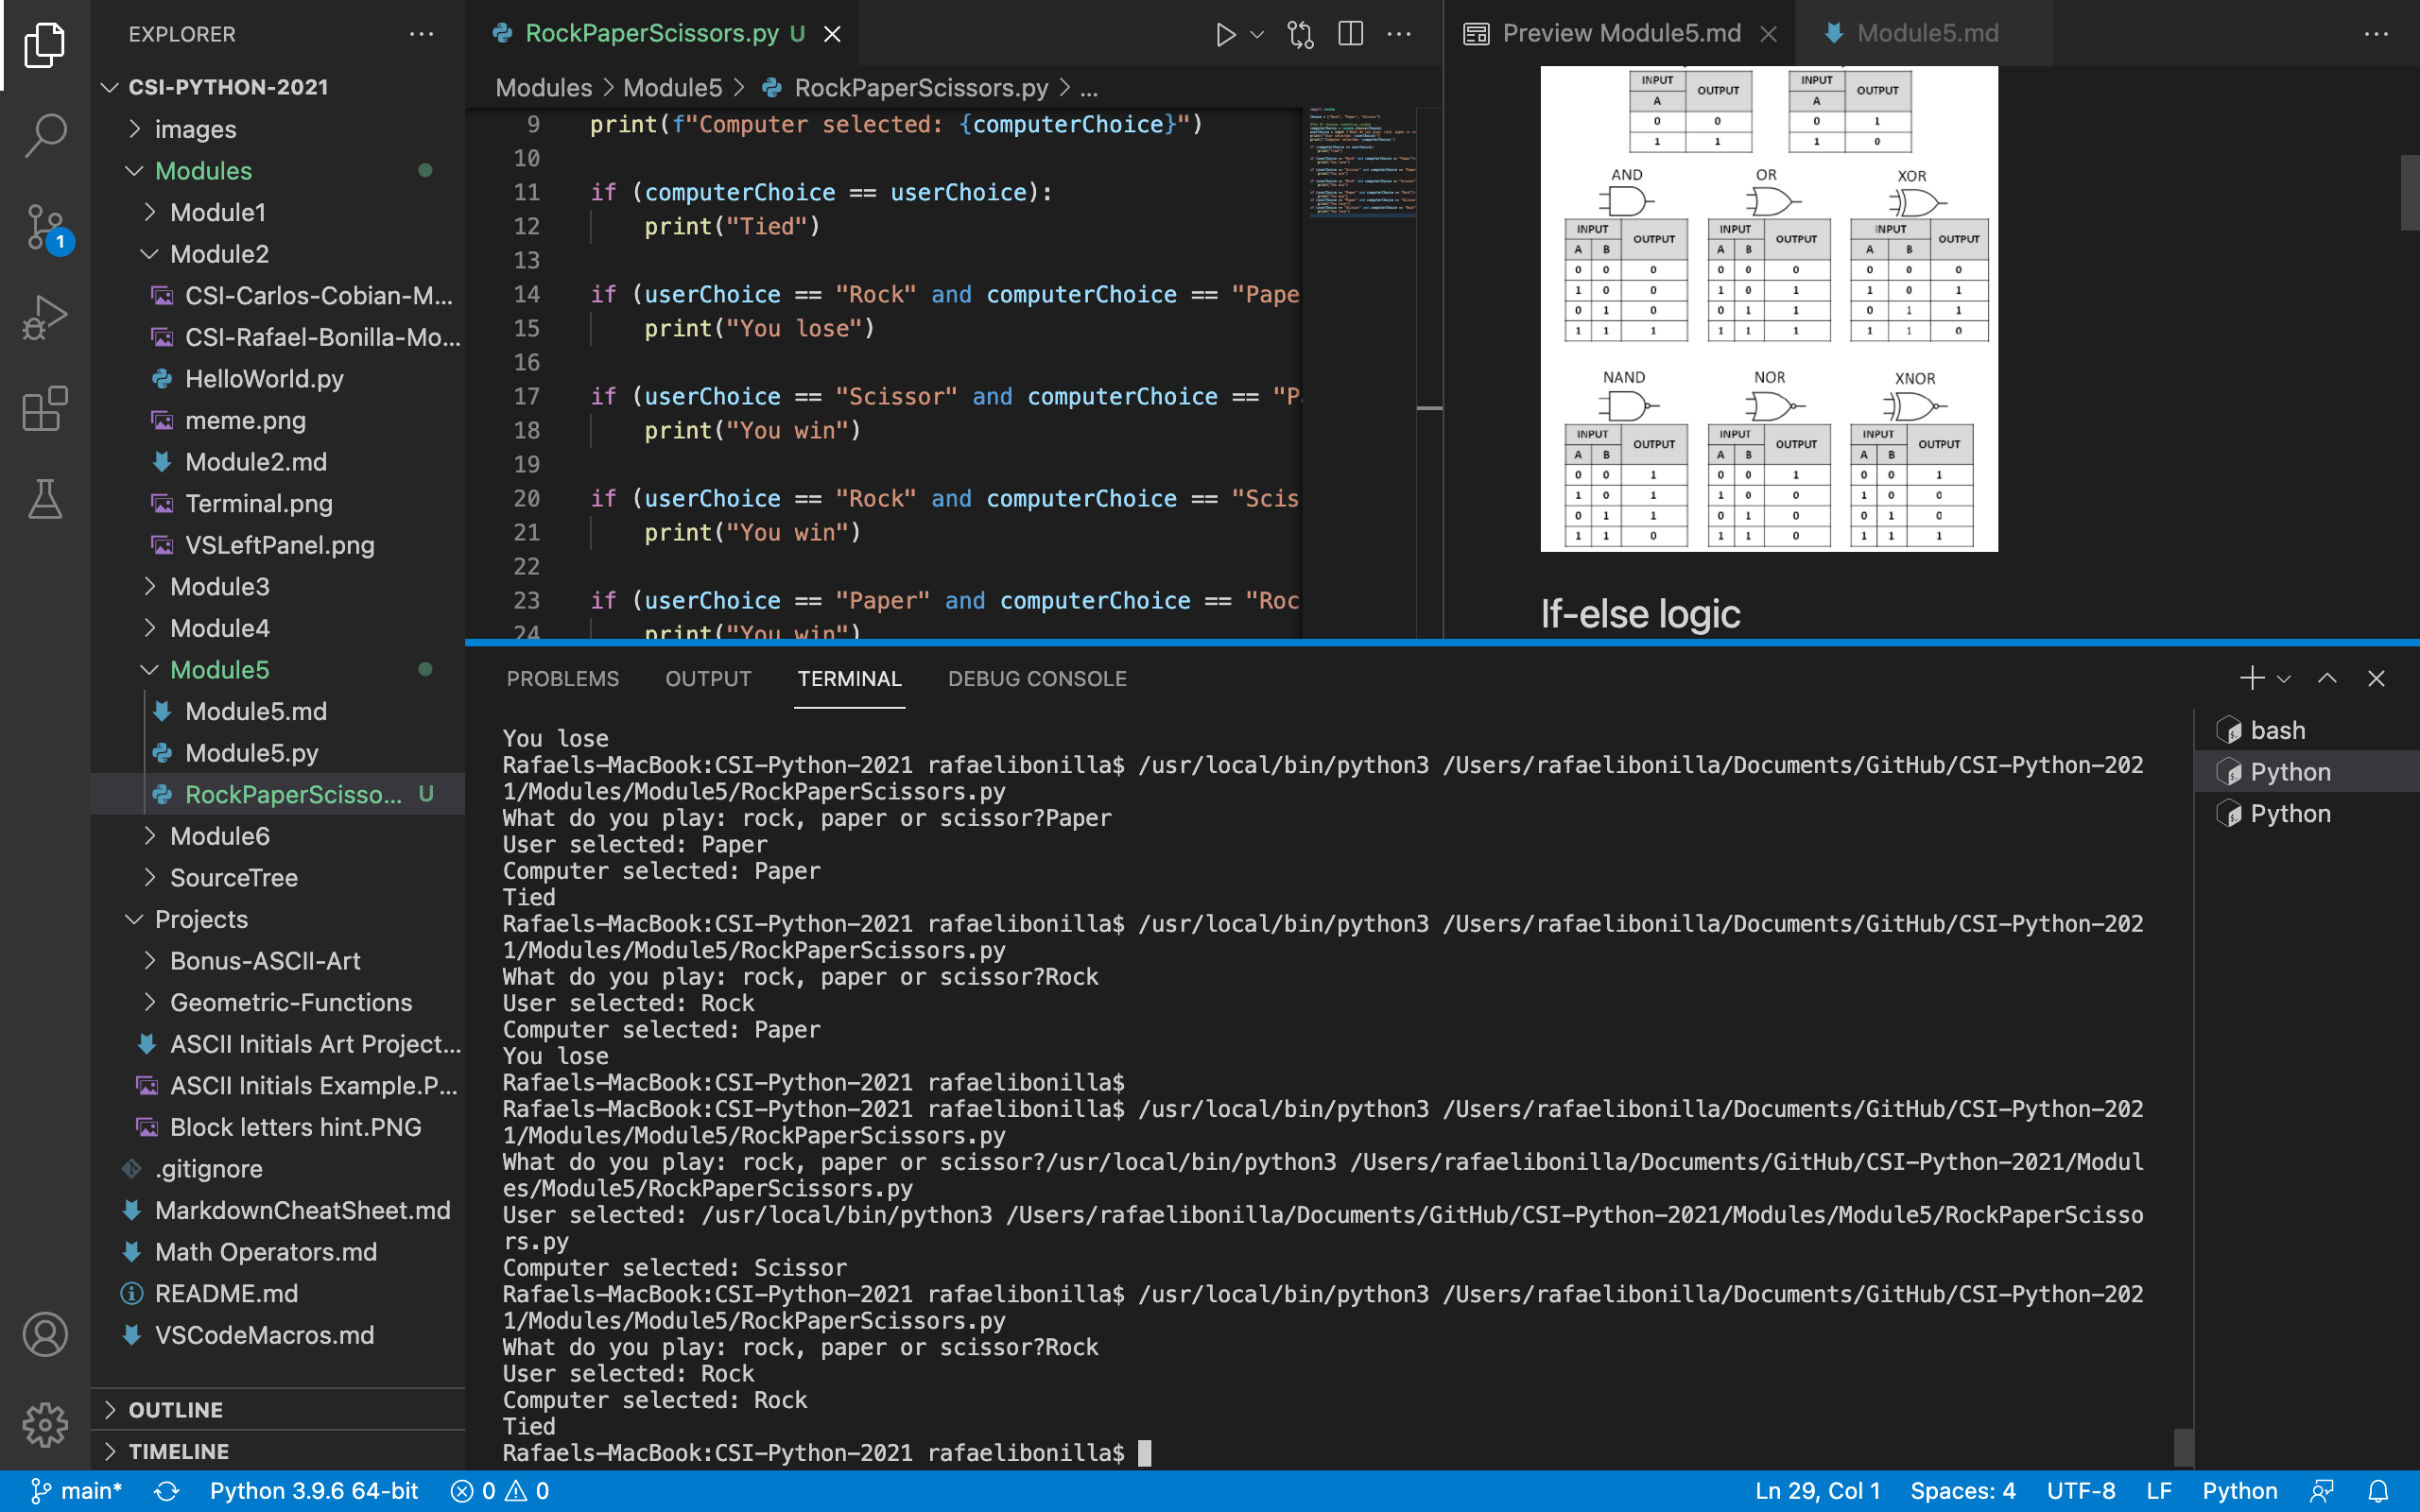 EXPLORER
CSI-PYTHON-2021
images
Modules
Module1
Module2
CSI-Carlos-Cobian-M...
CSI-Rafael-Bonilla-Mo...
HelloWorld.py
meme.png
Module2.md
Terminal.png
VSLeftPanel.png
Module3
Module4
Module5
Module5.md
Module5.py
RockPaperScisso... U
Module6
SourceTree
Projects
Bonus-ASCII-Art
Geometric-Functions
ASCII Initials Art Project...
ASCII Initials Example.P...
Block letters hint.PNG
.gitignore
MarkdownCheatSheet.md
Math Operators.md
README.md
VSCodeMacros.md
OUTLINE
TIMELINE
1
RockPaperScissors.py U
Modules > Module5 > RockPaperScissors.py > ...
9 print(f"Computer selected: {computerChoice}")
10
11 if (computerChoice == userChoice):
12 print("Tied")
13
14 if (userChoice == "Rock" and computerChoice == "Pape
15 print("You lose")
16
17 if (userChoice == "Scissor" and computerChoice == "P
18 print("You win")
19
20 if (userChoice == "Rock" and computerChoice == "Scis
21 print("You win")
22
23 if (userChoice == "Paper" and computerChoice == "Roc
24 print("You win")
Preview Module5.md
Module5.md
INPUT OUTPUT INPUT OUTPUT
A A
0 0 0 1
1 1 1 0
AND OR XOR
INPUT OUTPUT INPUT OUTPUT INPUT OUTPUT
A B A B A B
0 0 0 0 0 0 0 0 0
1 0 0 1 0 1 1 0 1
0 1 0 0 1 1 0 1 1
1 1 1 1 1 1 1 1 0
NAND NOR XNOR
INPUT OUTPUT INPUT OUTPUT INPUT OUTPUT
A B A B A B
0 0 1 0 0 1 0 0 1
1 0 1 1 0 0 1 0 0
0 1 1 0 1 0 0 1 0
1 1 0 1 1 0 1 1 1
If-else logic
PROBLEMS OUTPUT TERMINAL DEBUG CONSOLE
You lose
Rafaels-MacBook:CSI-Python-2021 rafaelibonilla$ /usr/local/bin/python3 /Users/rafaelibonilla/Documents/GitHub/CSI-Python-202
1/Modules/Module5/RockPaperScissors.py
What do you play: rock, paper or scissor?Paper
User selected: Paper
Computer selected: Paper
Tied
Rafaels-MacBook:CSI-Python-2021 rafaelibonilla$ /usr/local/bin/python3 /Users/rafaelibonilla/Documents/GitHub/CSI-Python-202
1/Modules/Module5/RockPaperScissors.py
What do you play: rock, paper or scissor?Rock
User selected: Rock
Computer selected: Paper
You lose
Rafaels-MacBook:CSI-Python-2021 rafaelibonilla$
Rafaels-MacBook:CSI-Python-2021 rafaelibonilla$ /usr/local/bin/python3 /Users/rafaelibonilla/Documents/GitHub/CSI-Python-202
1/Modules/Module5/RockPaperScissors.py
What do you play: rock, paper or scissor?/usr/local/bin/python3 /Users/rafaelibonilla/Documents/GitHub/CSI-Python-2021/Modul
es/Module5/RockPaperScissors.py
User selected: /usr/local/bin/python3 /Users/rafaelibonilla/Documents/GitHub/CSI-Python-2021/Modules/Module5/RockPaperScisso
rs.py
Computer selected: Scissor
Rafaels-MacBook:CSI-Python-2021 rafaelibonilla$ /usr/local/bin/python3 /Users/rafaelibonilla/Documents/GitHub/CSI-Python-202
1/Modules/Module5/RockPaperScissors.py
What do you play: rock, paper or scissor?Rock
User selected: Rock
Computer selected: Rock
Tied
Rafaels-MacBook:CSI-Python-2021 rafaelibonilla$
bash
Python
Python
main* Python 3.9.6 64-bit 0 0 Ln 29, Col 1 Spaces: 4 UTF-8 LF Python